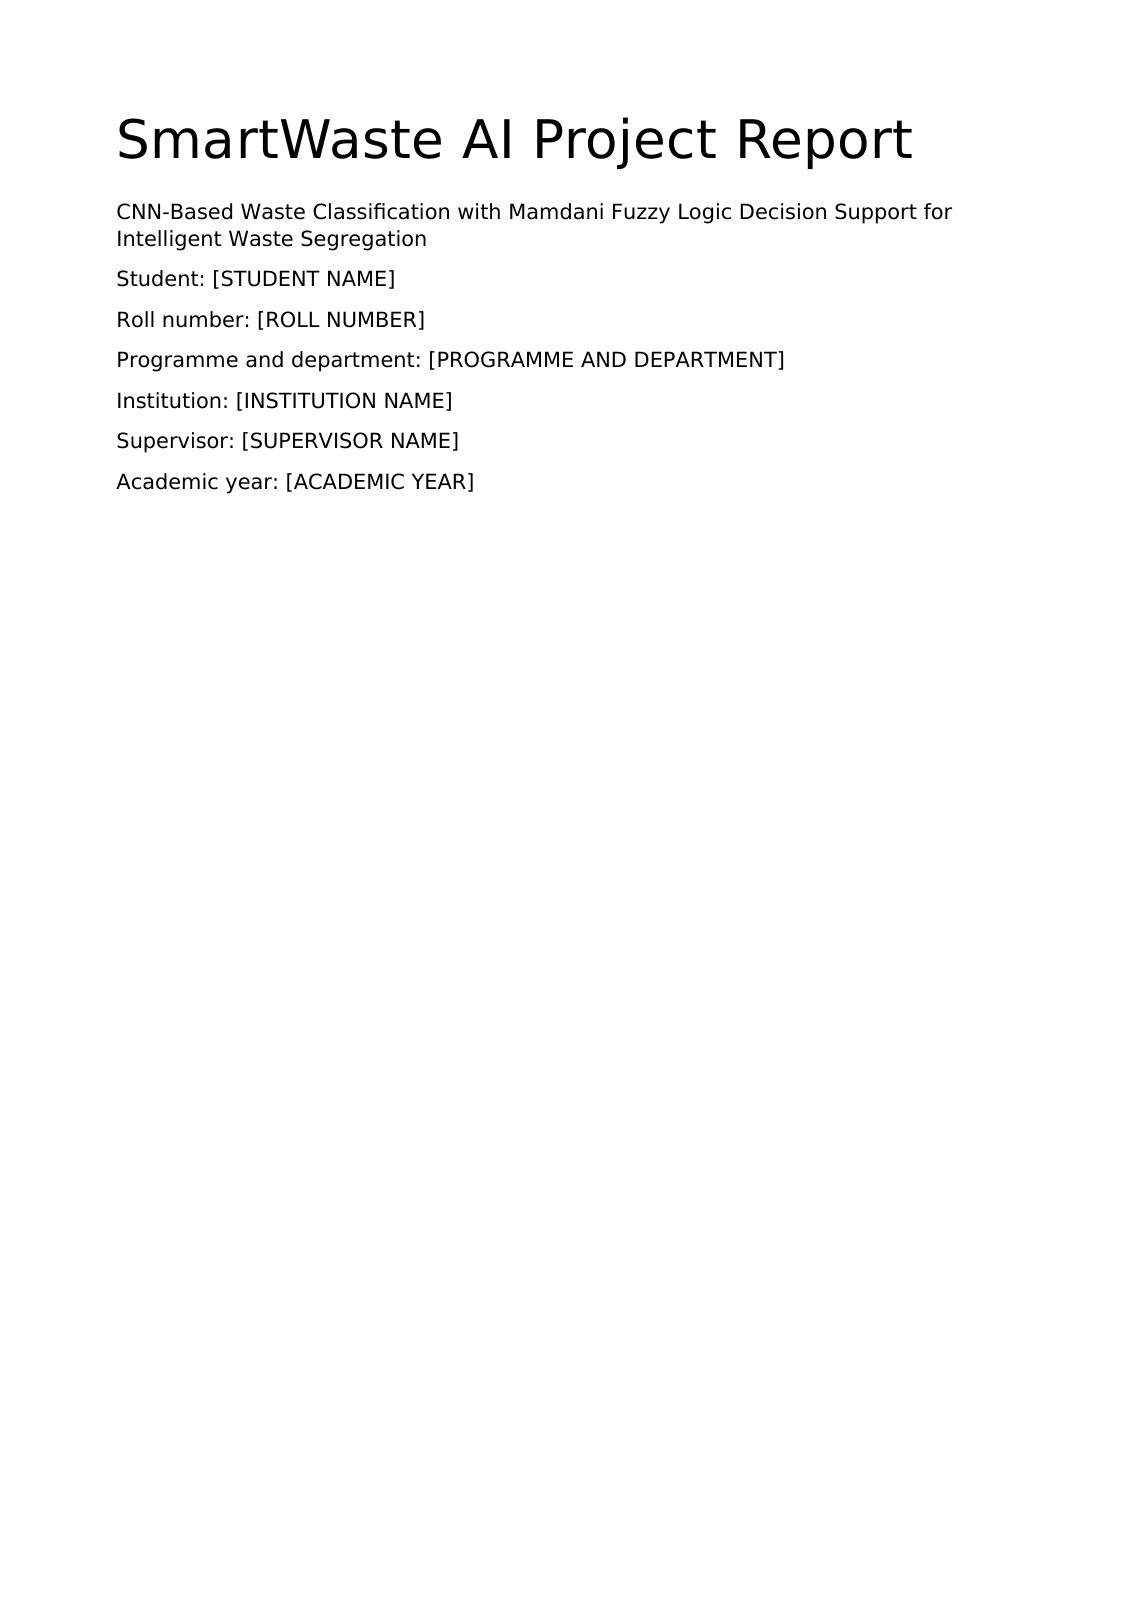 SmartWaste AI Project Report
CNN-Based Waste Classification with Mamdani Fuzzy Logic Decision Support for
Intelligent Waste Segregation
Student: [STUDENT NAME]
Roll number: [ROLL NUMBER]
Programme and department: [PROGRAMME AND DEPARTMENT]
Institution: [INSTITUTION NAME]
Supervisor: [SUPERVISOR NAME]
Academic year: [ACADEMIC YEAR]